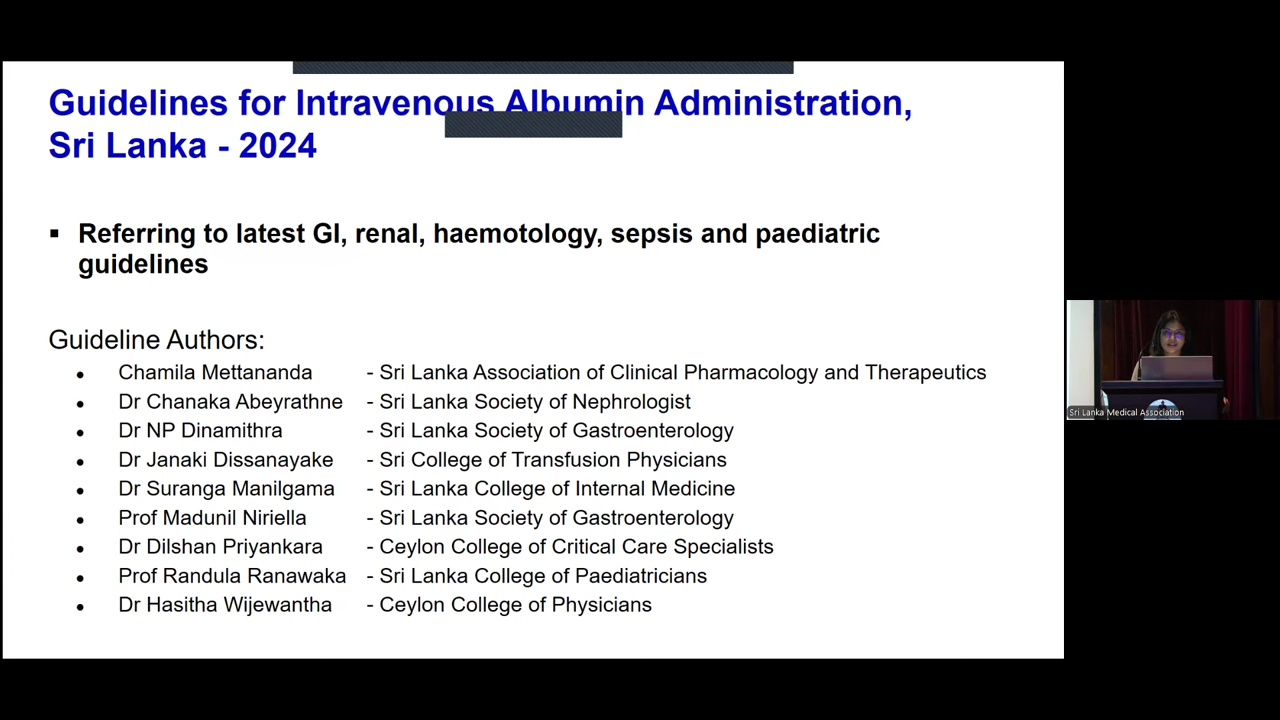 Guidelines for Intravenous Albumin Administration,
Sri Lanka - 2024
▪ Referring to latest GI, renal, haemotology, sepsis and paediatric
guidelines
Guideline Authors:
• Chamila Mettananda - Sri Lanka Association of Clinical Pharmacology and Therapeutics
• Dr Chanaka Abeyrathne - Sri Lanka Society of Nephrologist
• Dr NP Dinamithra - Sri Lanka Society of Gastroenterology
• Dr Janaki Dissanayake - Sri College of Transfusion Physicians
• Dr Suranga Manilgama - Sri Lanka College of Internal Medicine
• Prof Madunil Niriella - Sri Lanka Society of Gastroenterology
• Dr Dilshan Priyankara - Ceylon College of Critical Care Specialists
• Prof Randula Ranawaka - Sri Lanka College of Paediatricians
• Dr Hasitha Wijewantha - Ceylon College of Physicians
Sri Lanka Medical Association